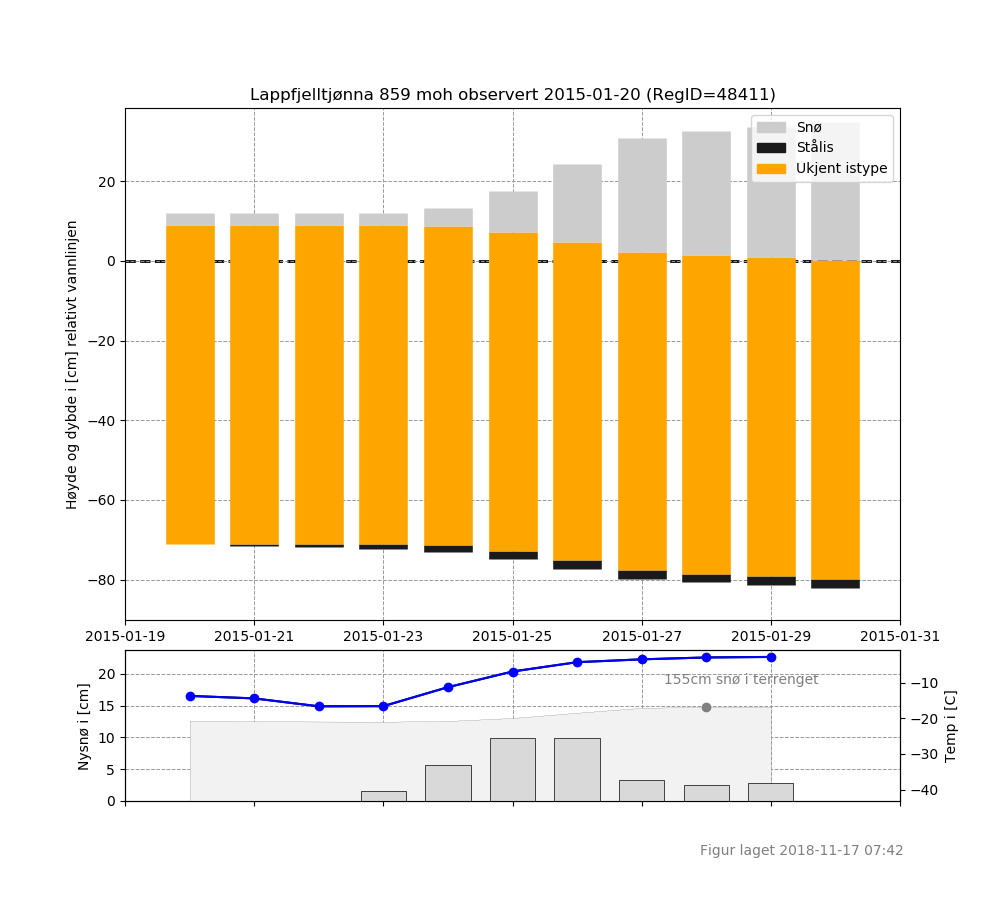 Lappfjelltjønna 859 moh observert 2015-01-20 (RegID=48411)
Snø
Stålis
Ukjent istype
Høyde og dybde i [cm] relativt vannlinjen
20
0
−20
−40
−60
−80
2015-01-19 2015-01-21 2015-01-23 2015-01-25 2015-01-27 2015-01-29 2015-01-31
Nysnø i [cm]
20
15
10
5
0
155cm snø i terrenget
−10
−20
−30
−40
Temp i [C]
Figur laget 2018-11-17 07:42